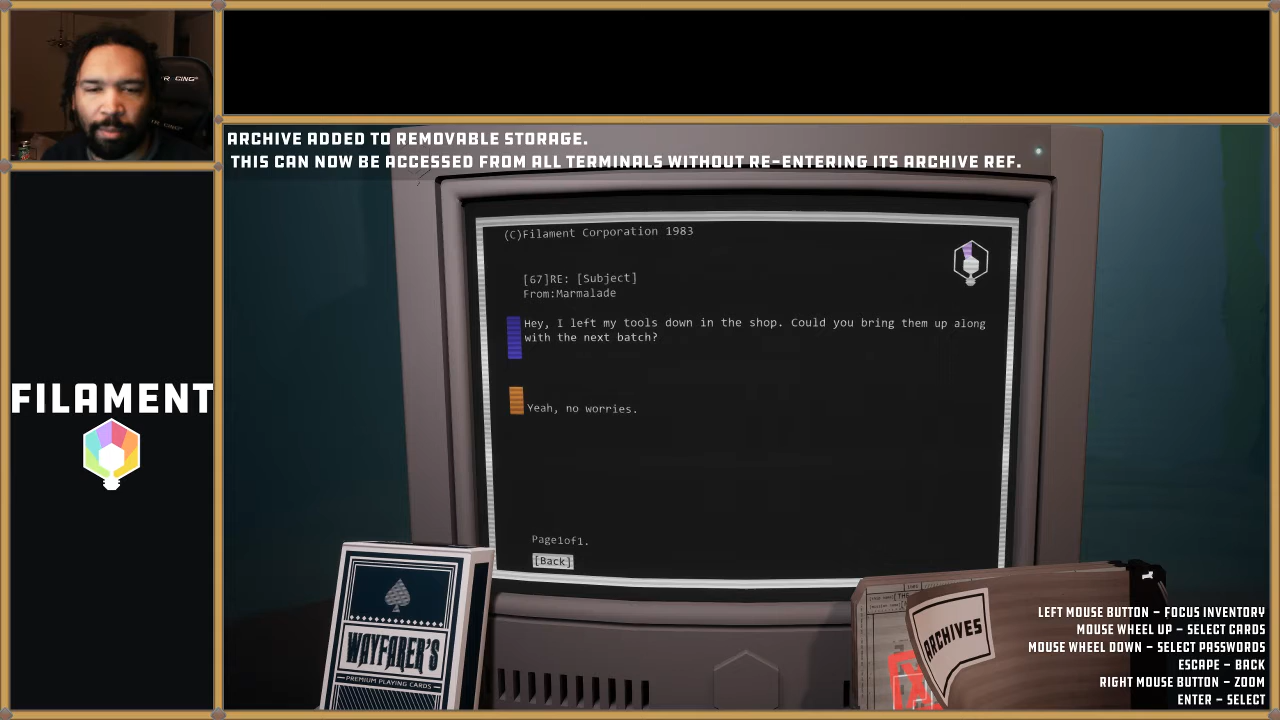 ARCHIVE ADDED TO REMOVABLE STORAGE.
THIS CAN NOW BE ACCESSED FROM ALL TERMINALS WITHOUT RE-ENTERING ITS ARCHIVE REF.
(C)Filament Corporation 1983
[67]RE: [Subject]
From:Marmalade
Hey, I left my tools down in the shop. Could you bring them up along
with the next batch?
Yeah, no worries.
Page1of1.
[Back]
FILAMENT
WAYFARER'S
PREMIUM PLAYING CARDS
ARCHIVES
LEFT MOUSE BUTTON – FOCUS INVENTORY
MOUSE WHEEL UP – SELECT CARDS
MOUSE WHEEL DOWN – SELECT PASSWORDS
ESCAPE – BACK
RIGHT MOUSE BUTTON – ZOOM
ENTER – SELECT